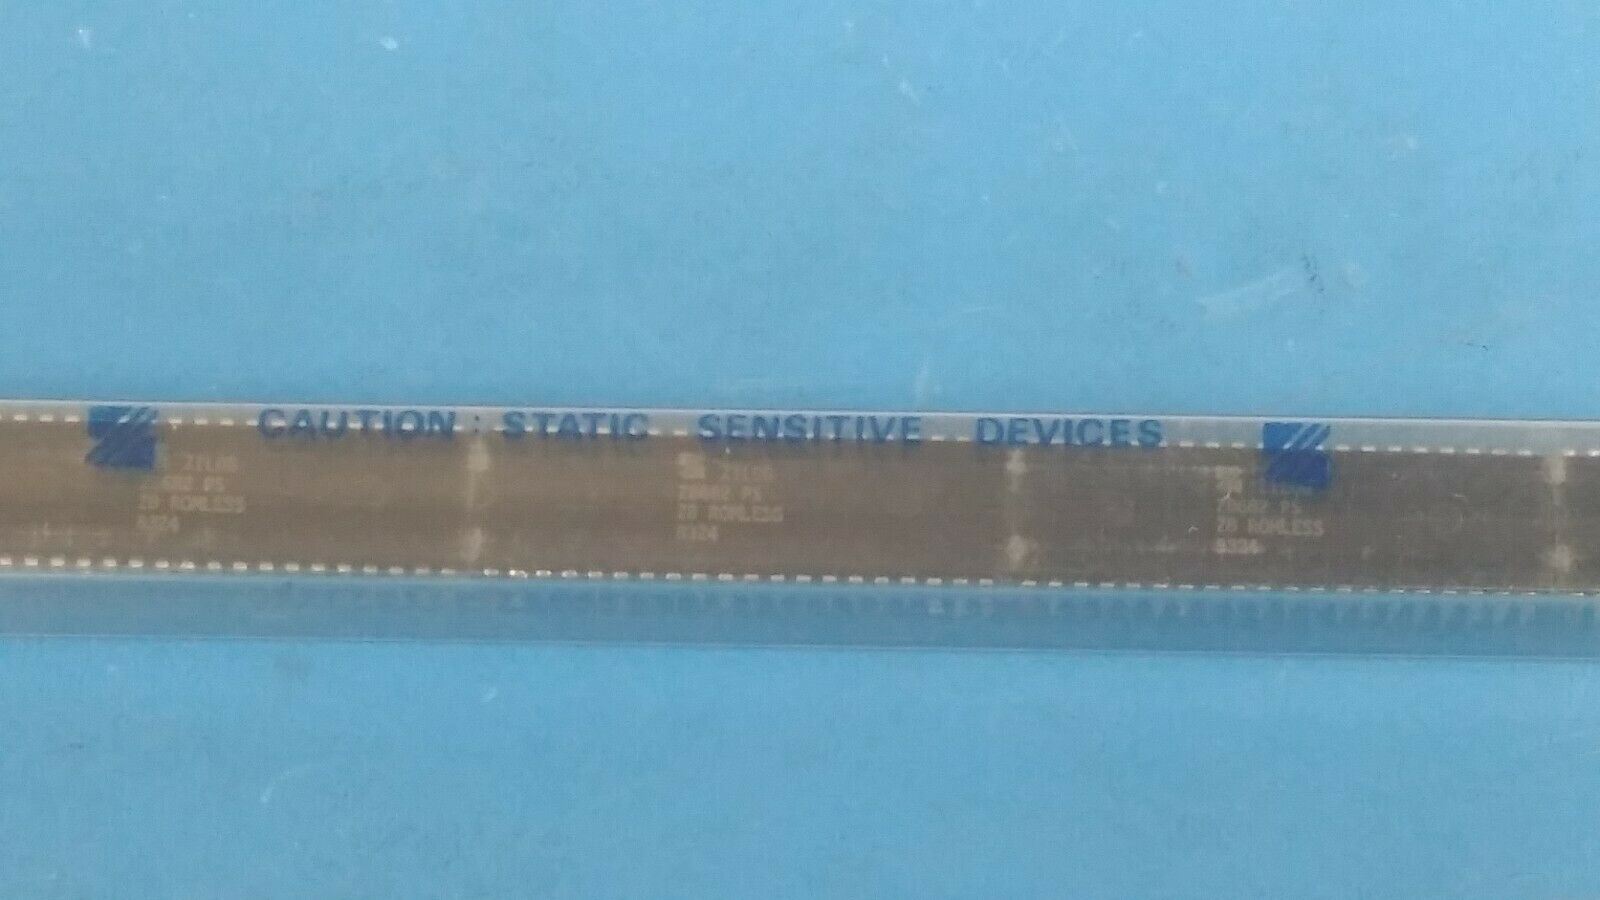 CAUTION : STATIC SENSITIVE DEVICES
ZILOG
PS
Z8 ROMLESS
8324
ZILOG
Z8682 PS
Z8 ROMLESS
8324
Z8682 PS
Z8 ROMLESS
8324